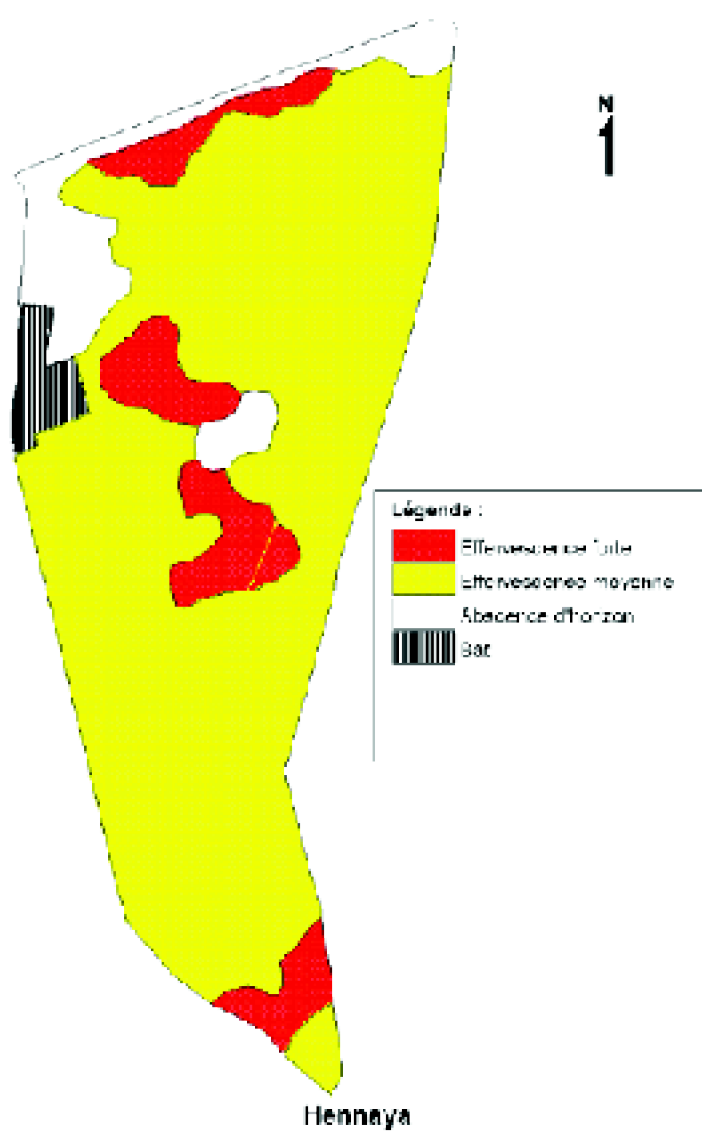 N
Légende :
Effervescence forte
Effervescence moyenne
Absence d'horizon
Bat
Hennaya